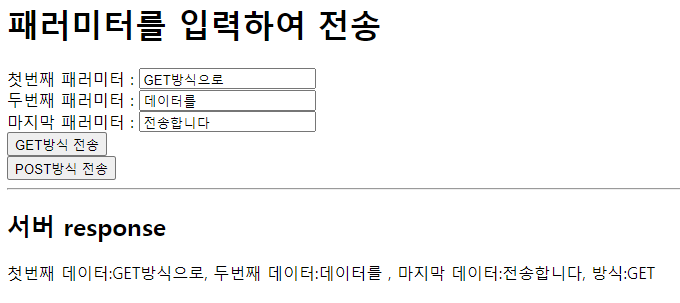 패러미터를 입력하여 전송
첫번째 패러미터 : GET방식으로
두번째 패러미터 : 데이터를
마지막 패러미터 : 전송합니다
GET방식 전송
POST방식 전송
서버 response
첫번째 데이터:GET방식으로, 두번째 데이터:데이터를 , 마지막 데이터:전송합니다, 방식:GET